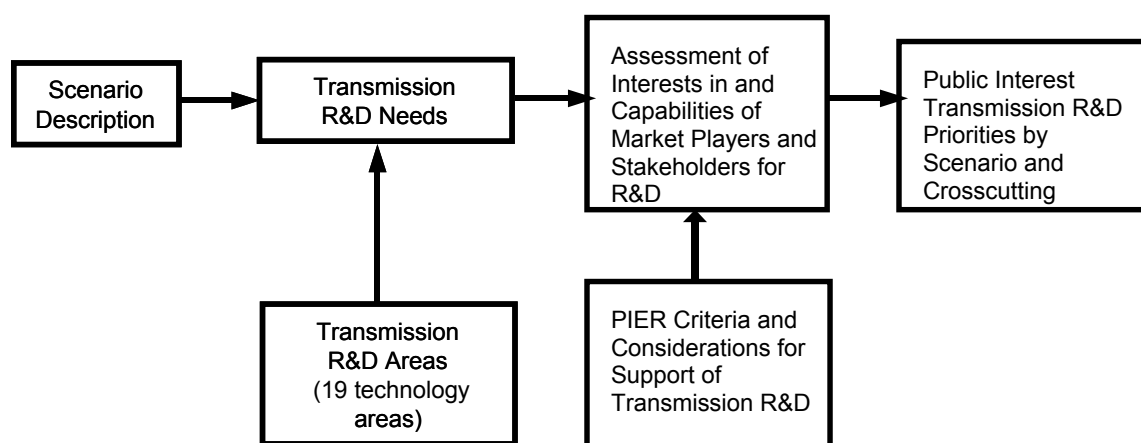 Scenario
Description
Transmission
R&D Needs
Assessment of
Interests in and
Capabilities of
Market Players and
Stakeholders for
R&D
Public Interest
Transmission R&D
Priorities by
Scenario and
Crosscutting
Transmission
R&D Areas
(19 technology
areas)
PIER Criteria and
Considerations for
Support of
Transmission R&D